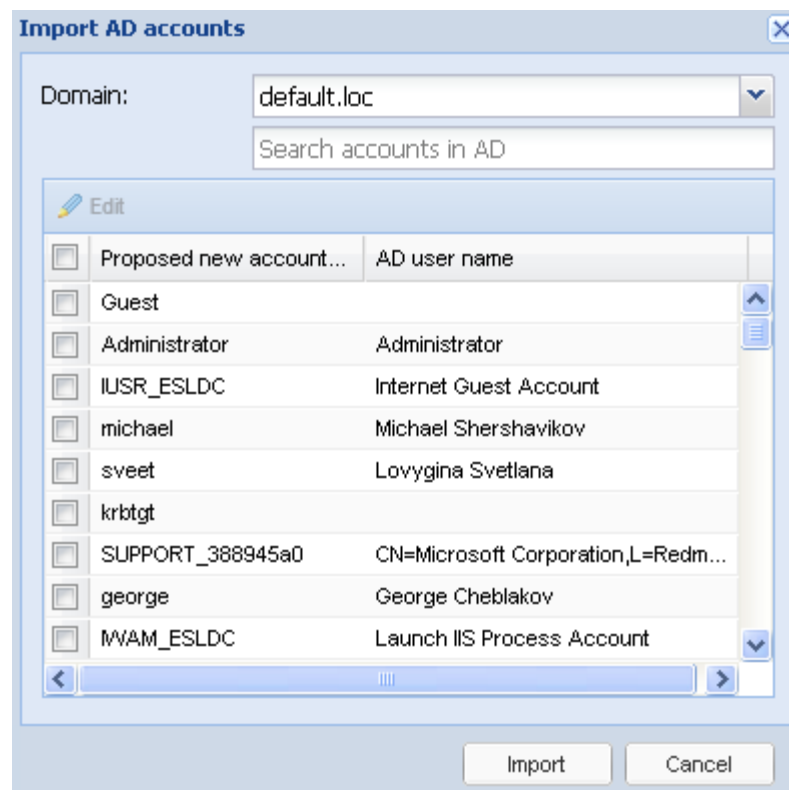 Import AD accounts
Domain: default.loc
Search accounts in AD
Edit
Proposed new account... AD user name
Guest
Administrator Administrator
IUSR_ESLDC Internet Guest Account
michael Michael Shershavikov
sveet Lovygina Svetlana
krbtgt
SUPPORT_388945a0 CN=Microsoft Corporation,L=Redm...
george George Cheblakov
IWAM_ESLDC Launch IIS Process Account
Import Cancel